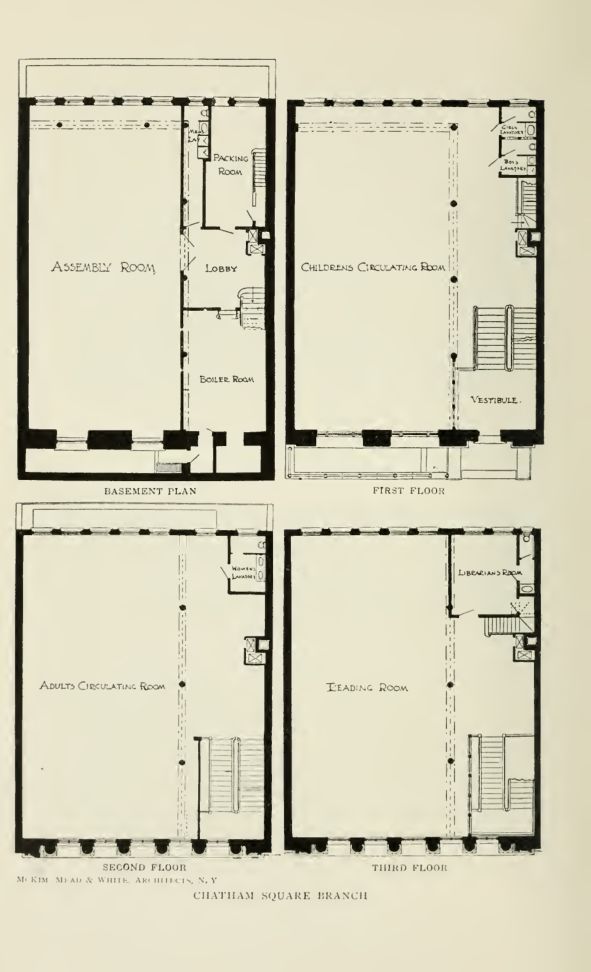 MENS
LAV.
PACKING
ROOM
ASSEMBLY ROOM
LOBBY
BOILER ROOM
BASEMENT PLAN
GIRLS
LAVATORY
BOYS
LAVATORY
CHILDRENS CIRCULATING ROOM
VESTIBULE.
FIRST FLOOR
WOMENS
LAVATORY
ADULTS CIRCULATING ROOM
SECOND FLOOR
LIBRARIANS ROOM
READING ROOM
THIRD FLOOR
MCKIM MEAD & WHITE, ARCHITECTS, N. Y
CHATHAM SQUARE BRANCH